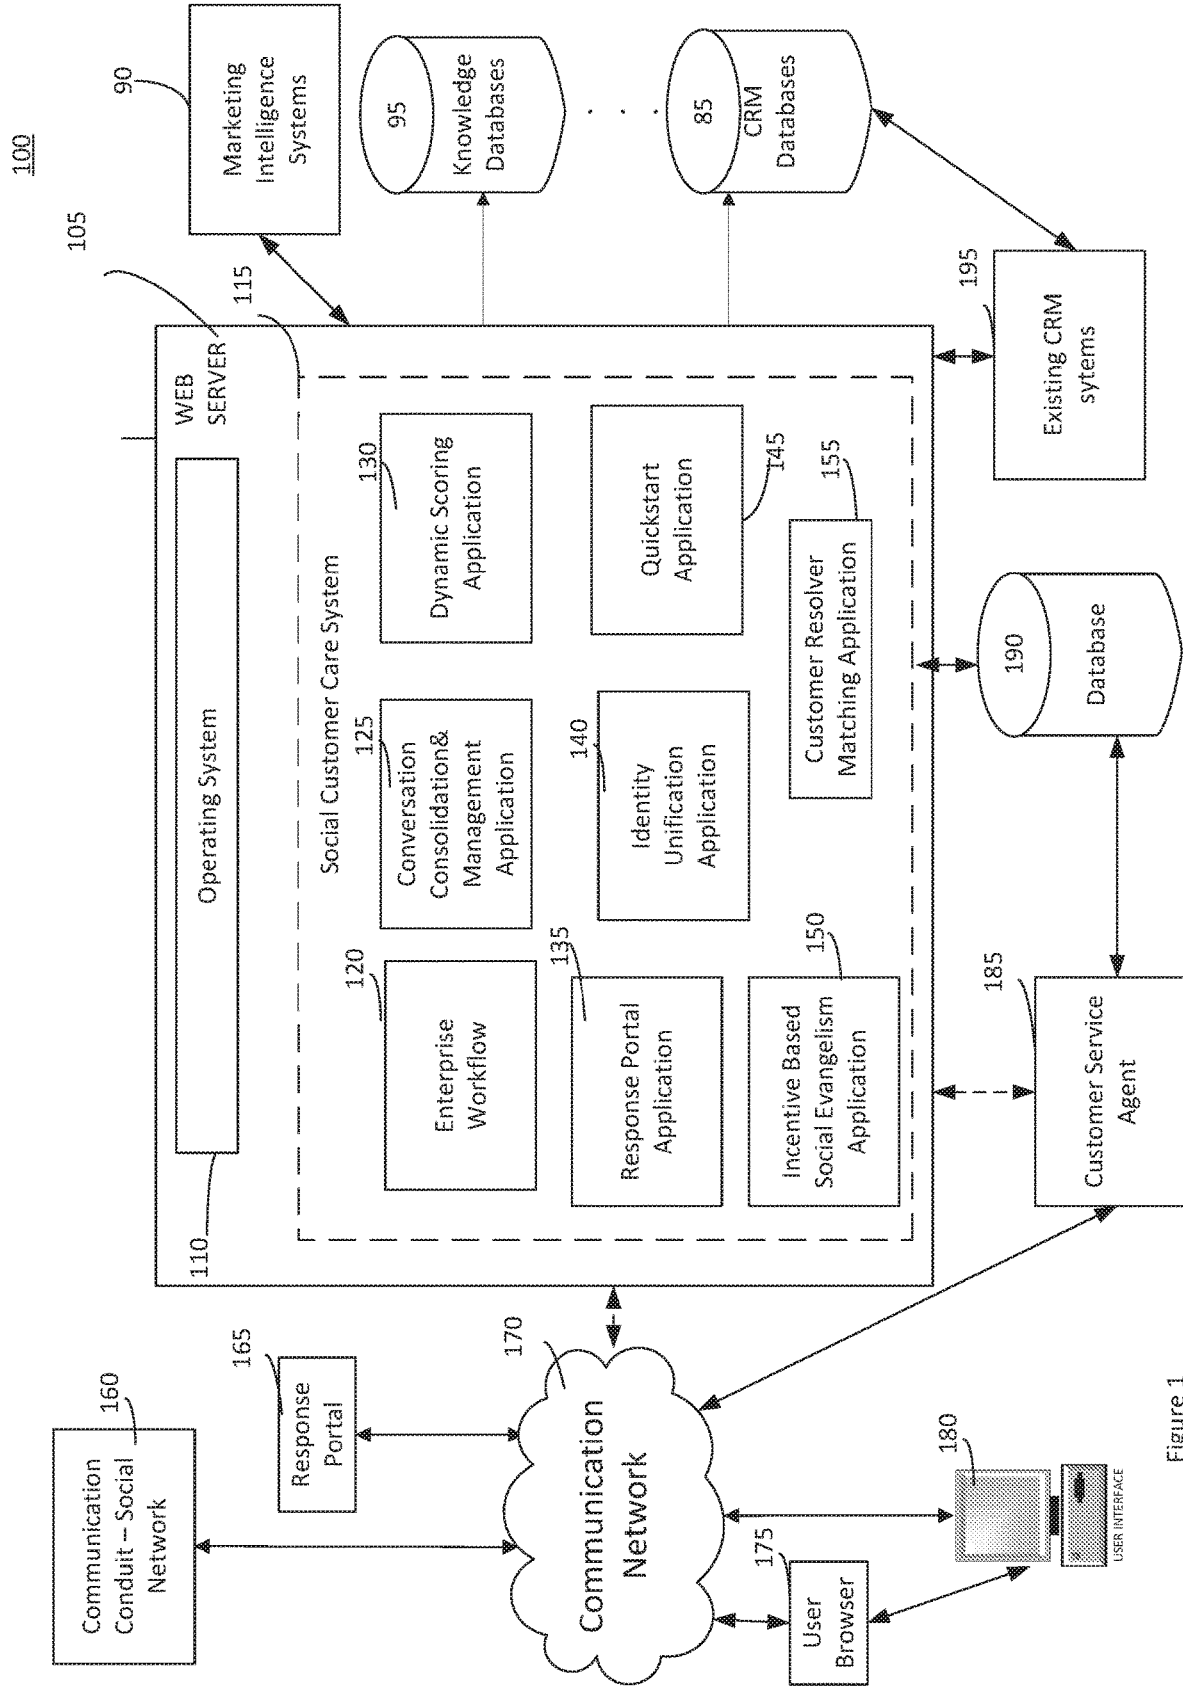 100
Communication
Conduit – Social
Network
160
Response
Portal
165
Communication
Network
170
User
Browser
175
180
USER INTERFACE
WEB
SERVER
105
Operating System
110
115
Social Customer Care System
Enterprise
Workflow
120
Conversation
Consolidation&
Management
Application
125
Dynamic Scoring
Application
130
Response Portal
Application
135
Identity
Unification
Application
140
Quickstart
Application
145
Incentive Based
Social Evangelism
Application
150
Customer Resolver
Matching Application
155
Marketing
Intelligence
Systems
90
95
Knowledge
Databases
. . .
85
CRM
Databases
Customer Service
Agent
185
190
Database
Existing CRM
sytems
195
Figure 1